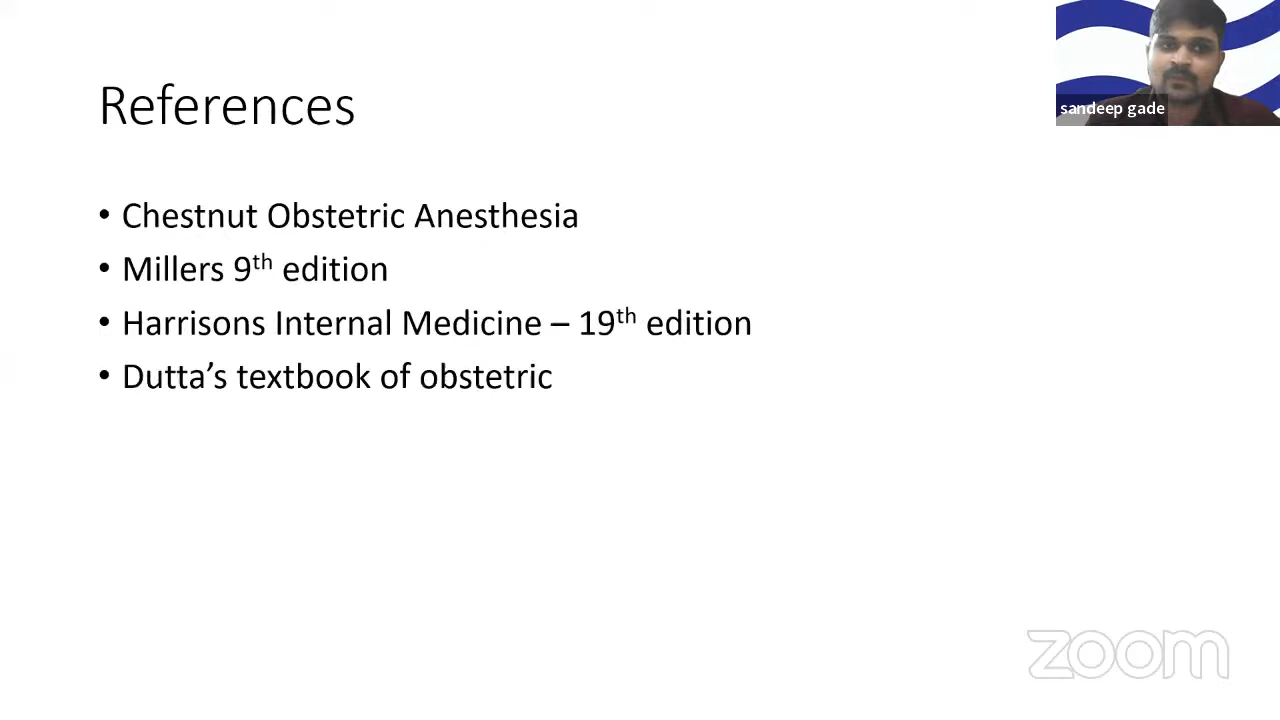 References
sandeep gade
• Chestnut Obstetric Anesthesia
• Millers 9th edition
• Harrisons Internal Medicine – 19th edition
• Dutta’s textbook of obstetric
zoom